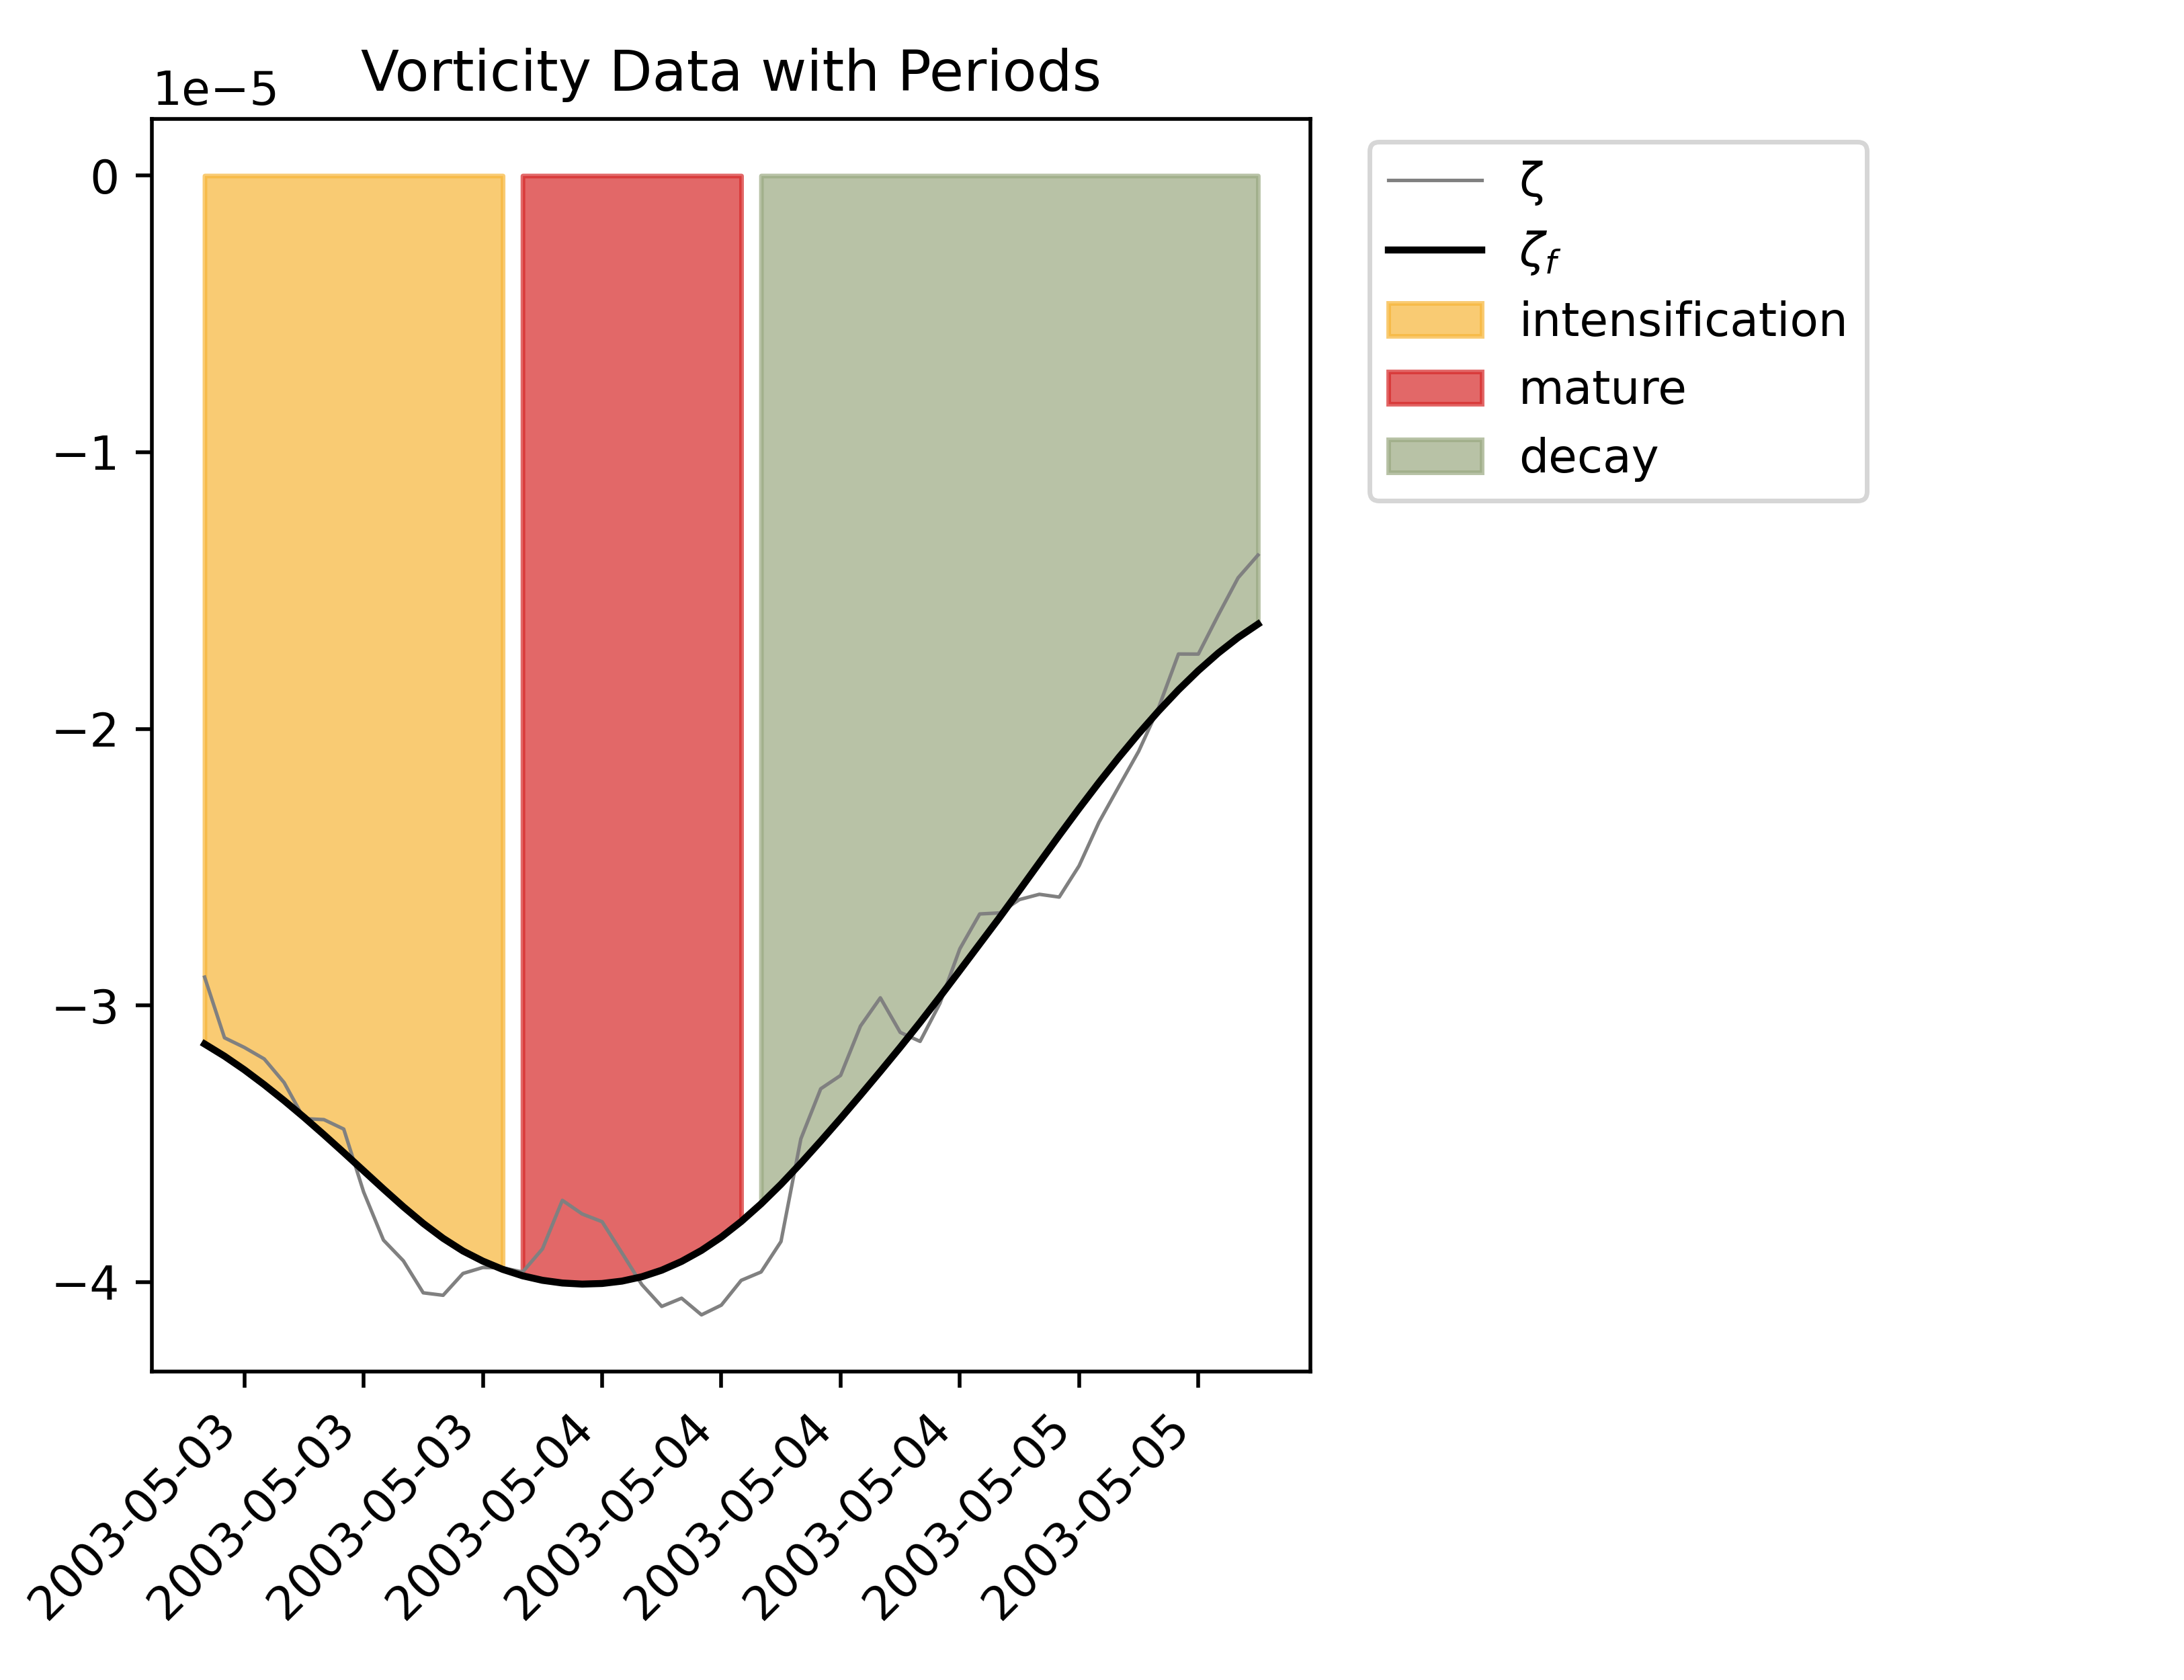 Vorticity Data with Periods
1e−5
0
−1
−2
−3
−4
2003-05-03
2003-05-03
2003-05-03
2003-05-04
2003-05-04
2003-05-04
2003-05-04
2003-05-05
2003-05-05
ζ
ζf
intensification
mature
decay